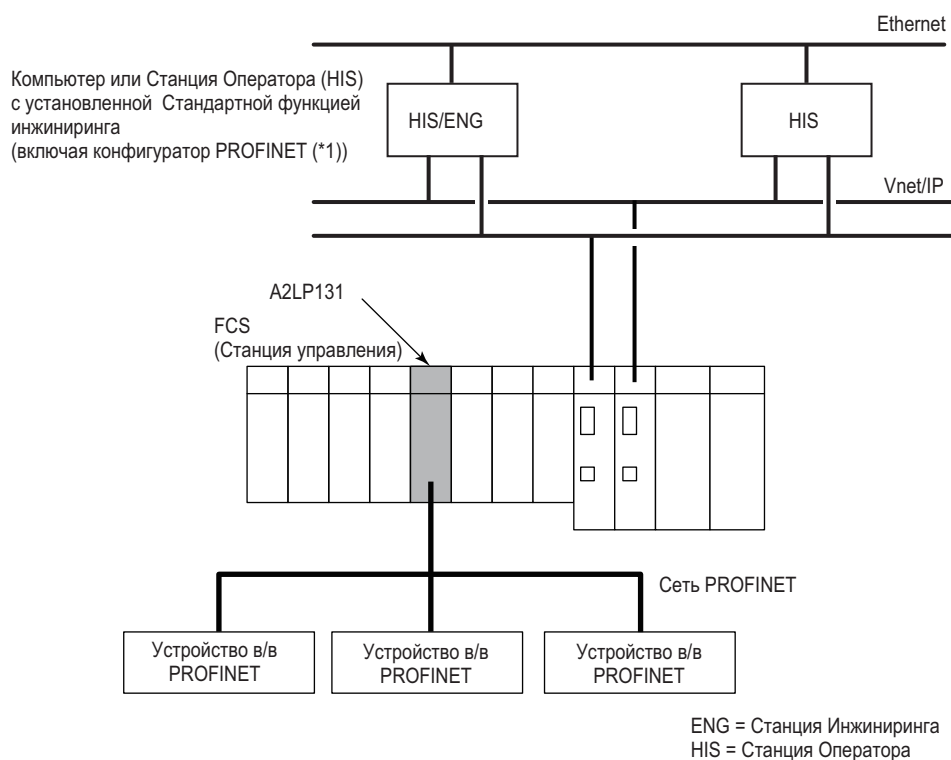 Ethernet
Компьютер или Станция Оператора (HIS)
с установленной Стандартной функцией
инжиниринга
(включая конфигуратор PROFINET (*1))
HIS/ENG
HIS
Vnet/IP
A2LP131
FCS
(Станция управления)
Сеть PROFINET
Устройство в/в
PROFINET
Устройство в/в
PROFINET
Устройство в/в
PROFINET
ENG = Станция Инжиниринга
HIS = Станция Оператора